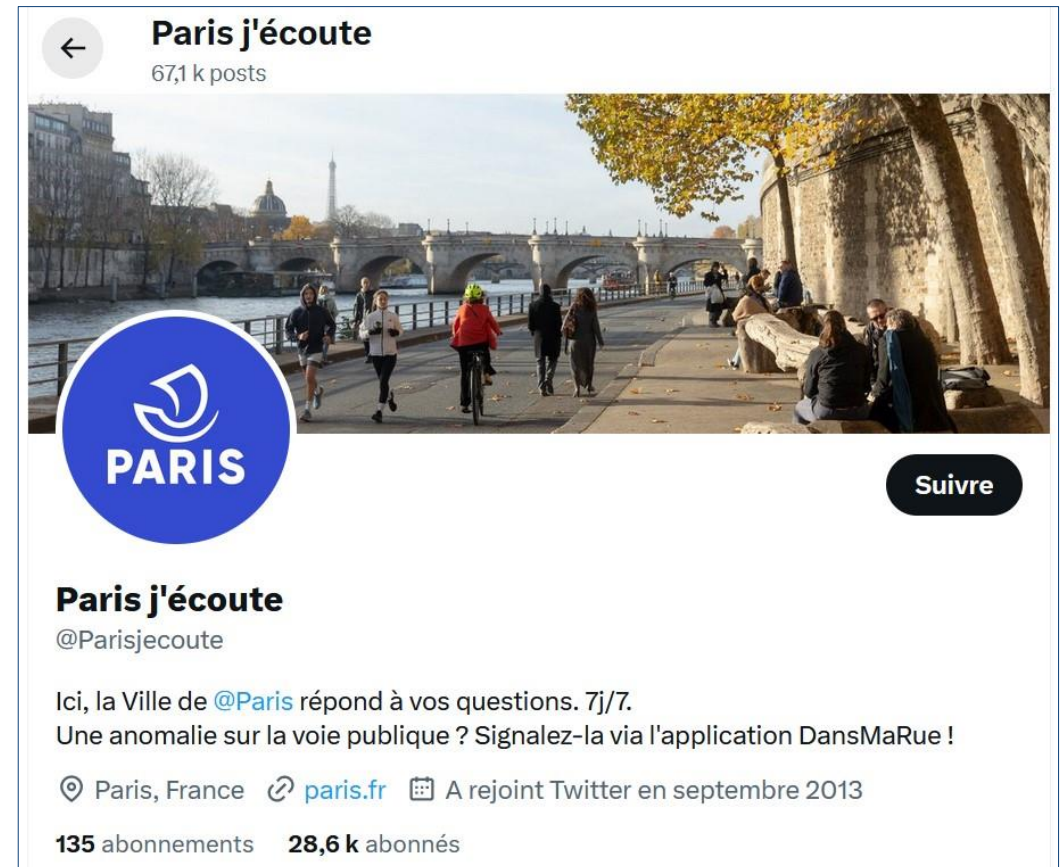 Paris j'écoute
67,1 k posts
PARIS
Suivre
Paris j'écoute
@Parisjecoute
Ici, la Ville de @Paris répond à vos questions. 7j/7.
Une anomalie sur la voie publique ? Signalez-la via l'application DansMaRue !
Paris, France paris.fr A rejoint Twitter en septembre 2013
135 abonnements 28,6 k abonnés